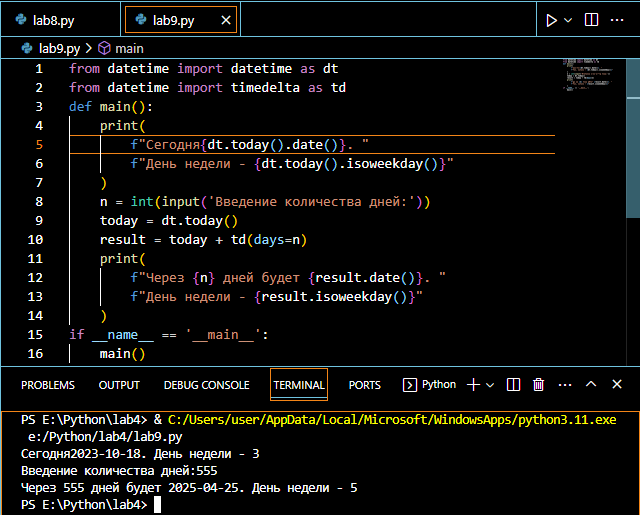 lab8.py lab9.py
lab9.py > main
1 from datetime import datetime as dt
2 from datetime import timedelta as td
3 def main():
4 print(
5 f"Сегодня{dt.today().date()}. "
6 f"День недели - {dt.today().isoweekday()}"
7 )
8 n = int(input('Введение количества дней:'))
9 today = dt.today()
10 result = today + td(days=n)
11 print(
12 f"Через {n} дней будет {result.date()}. "
13 f"День недели - {result.isoweekday()}"
14 )
15 if __name__ == '__main__':
16 main()
PROBLEMS OUTPUT DEBUG CONSOLE TERMINAL PORTS Python
PS E:\Python\lab4> & C:/Users/user/AppData/Local/Microsoft/WindowsApps/python3.11.exe
e:/Python/lab4/lab9.py
Сегодня2023-10-18. День недели - 3
Введение количества дней:555
Через 555 дней будет 2025-04-25. День недели - 5
PS E:\Python\lab4>